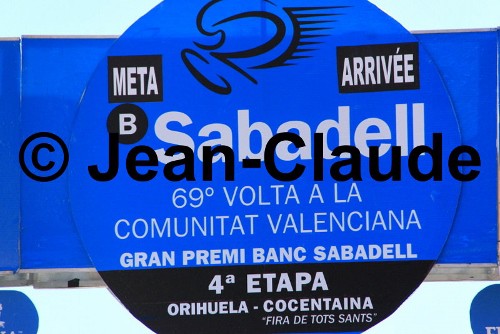 META
ARRIVÉE
B Sabadell
© Jean-Claude
69º VOLTA A LA
COMUNITAT VALENCIANA
GRAN PREMI BANC SABADELL
4ª ETAPA
ORIHUELA - COCENTAINA
"FIRA DE TOTS SANTS"